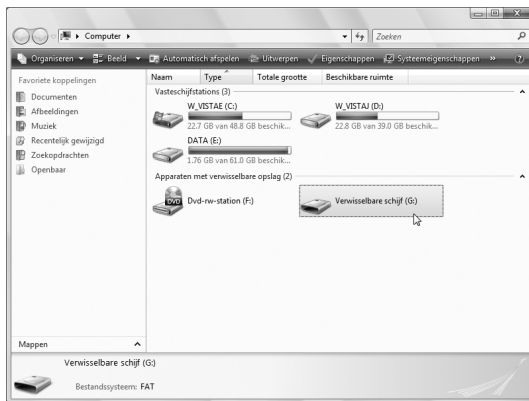 Computer
Zoeken
Organiseren Beeld Automatisch afspelen Uitwerpen Eigenschappen Systeemeigenschappen »
Favoriete koppelingen
Documenten
Afbeeldingen
Muziek
Recentelijk gewijzigd
Zoekopdrachten
Openbaar
Mappen
Naam Type Totale grootte Beschikbare ruimte
Vasteschijfstations (3)
W_VISTAE (C:)
22.7 GB van 48.8 GB beschik...
W_VISTAJ (D:)
22.8 GB van 39.0 GB beschik...
DATA (E:)
1.76 GB van 61.0 GB beschik...
Apparaten met verwisselbare opslag (2)
DVD
Dvd-rw-station (F:)
Verwisselbare schijf (G:)
Verwisselbare schijf (G:)
Bestandssysteem: FAT